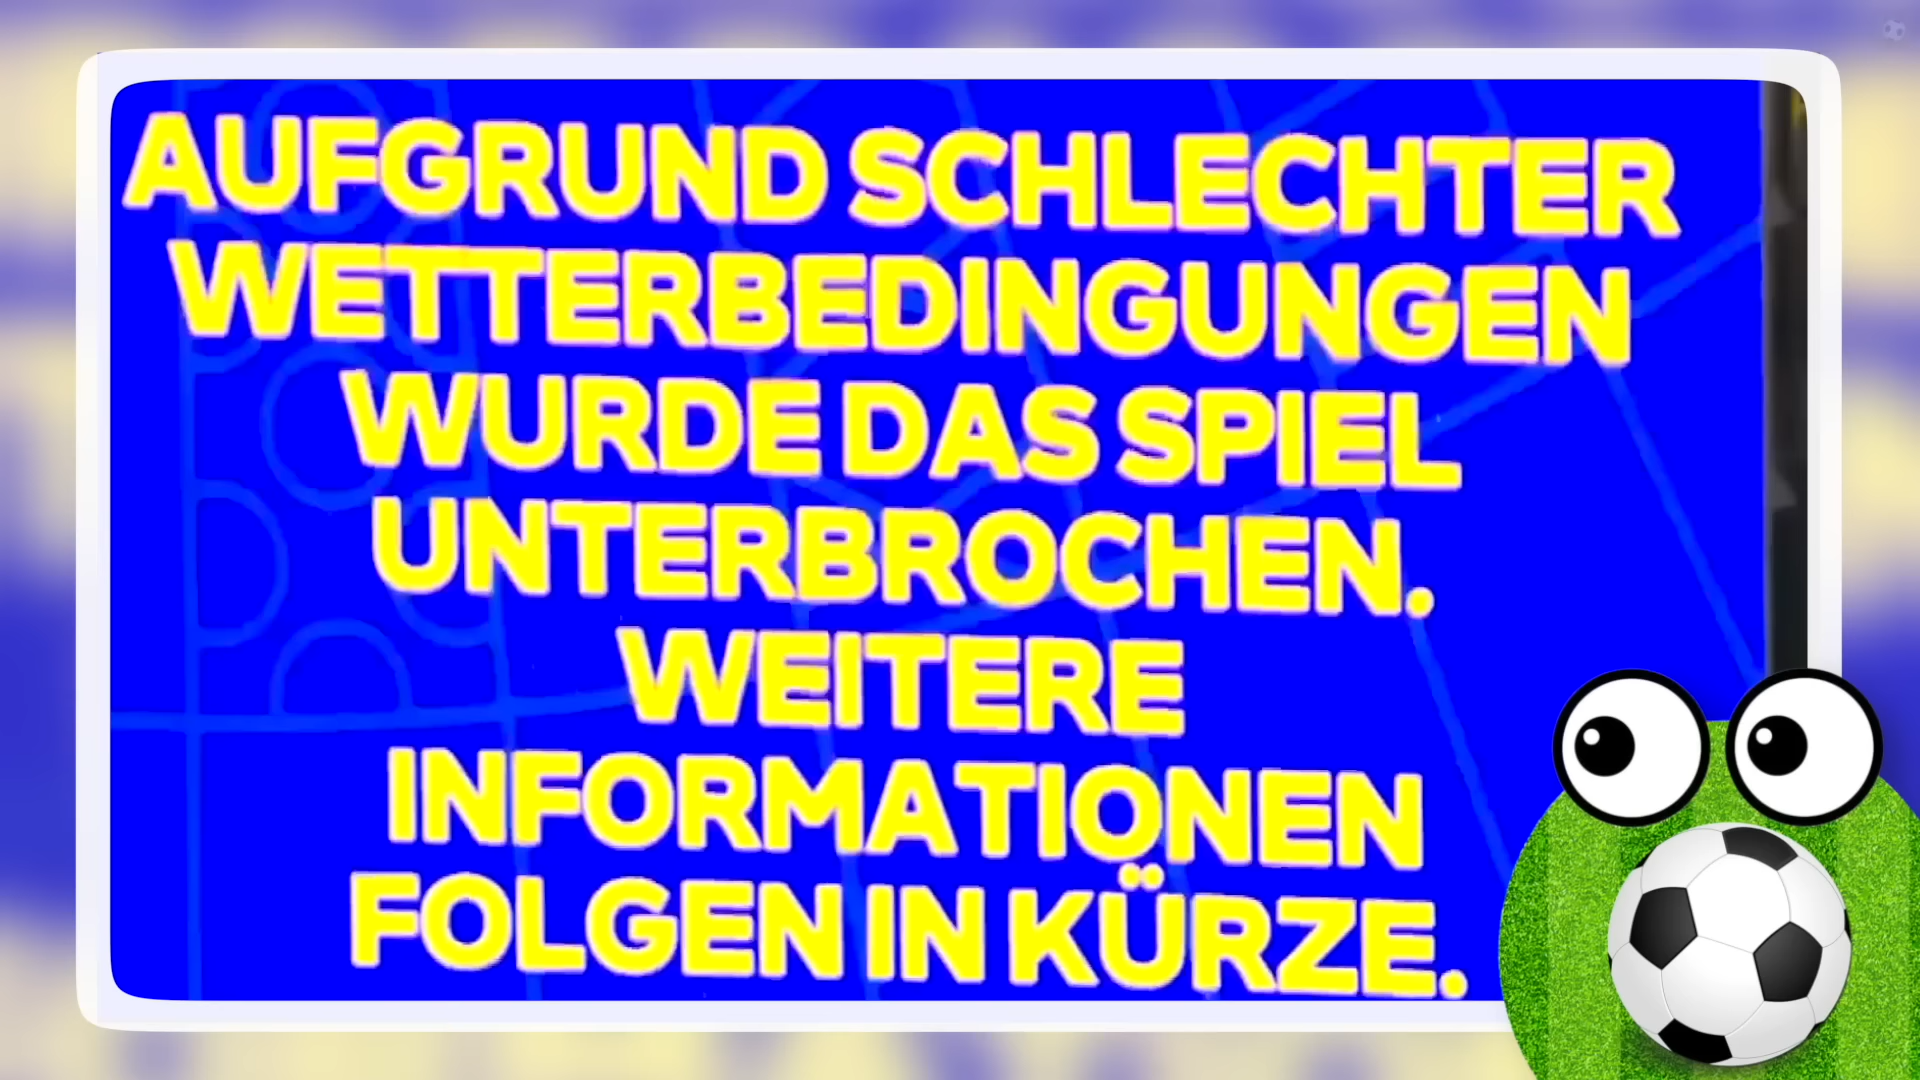 AUFGRUND SCHLECHTER
WETTERBEDINGUNGEN
WURDE DAS SPIEL
UNTERBROCHEN.
WEITERE
INFORMATIONEN
FOLGEN IN KÜRZE.